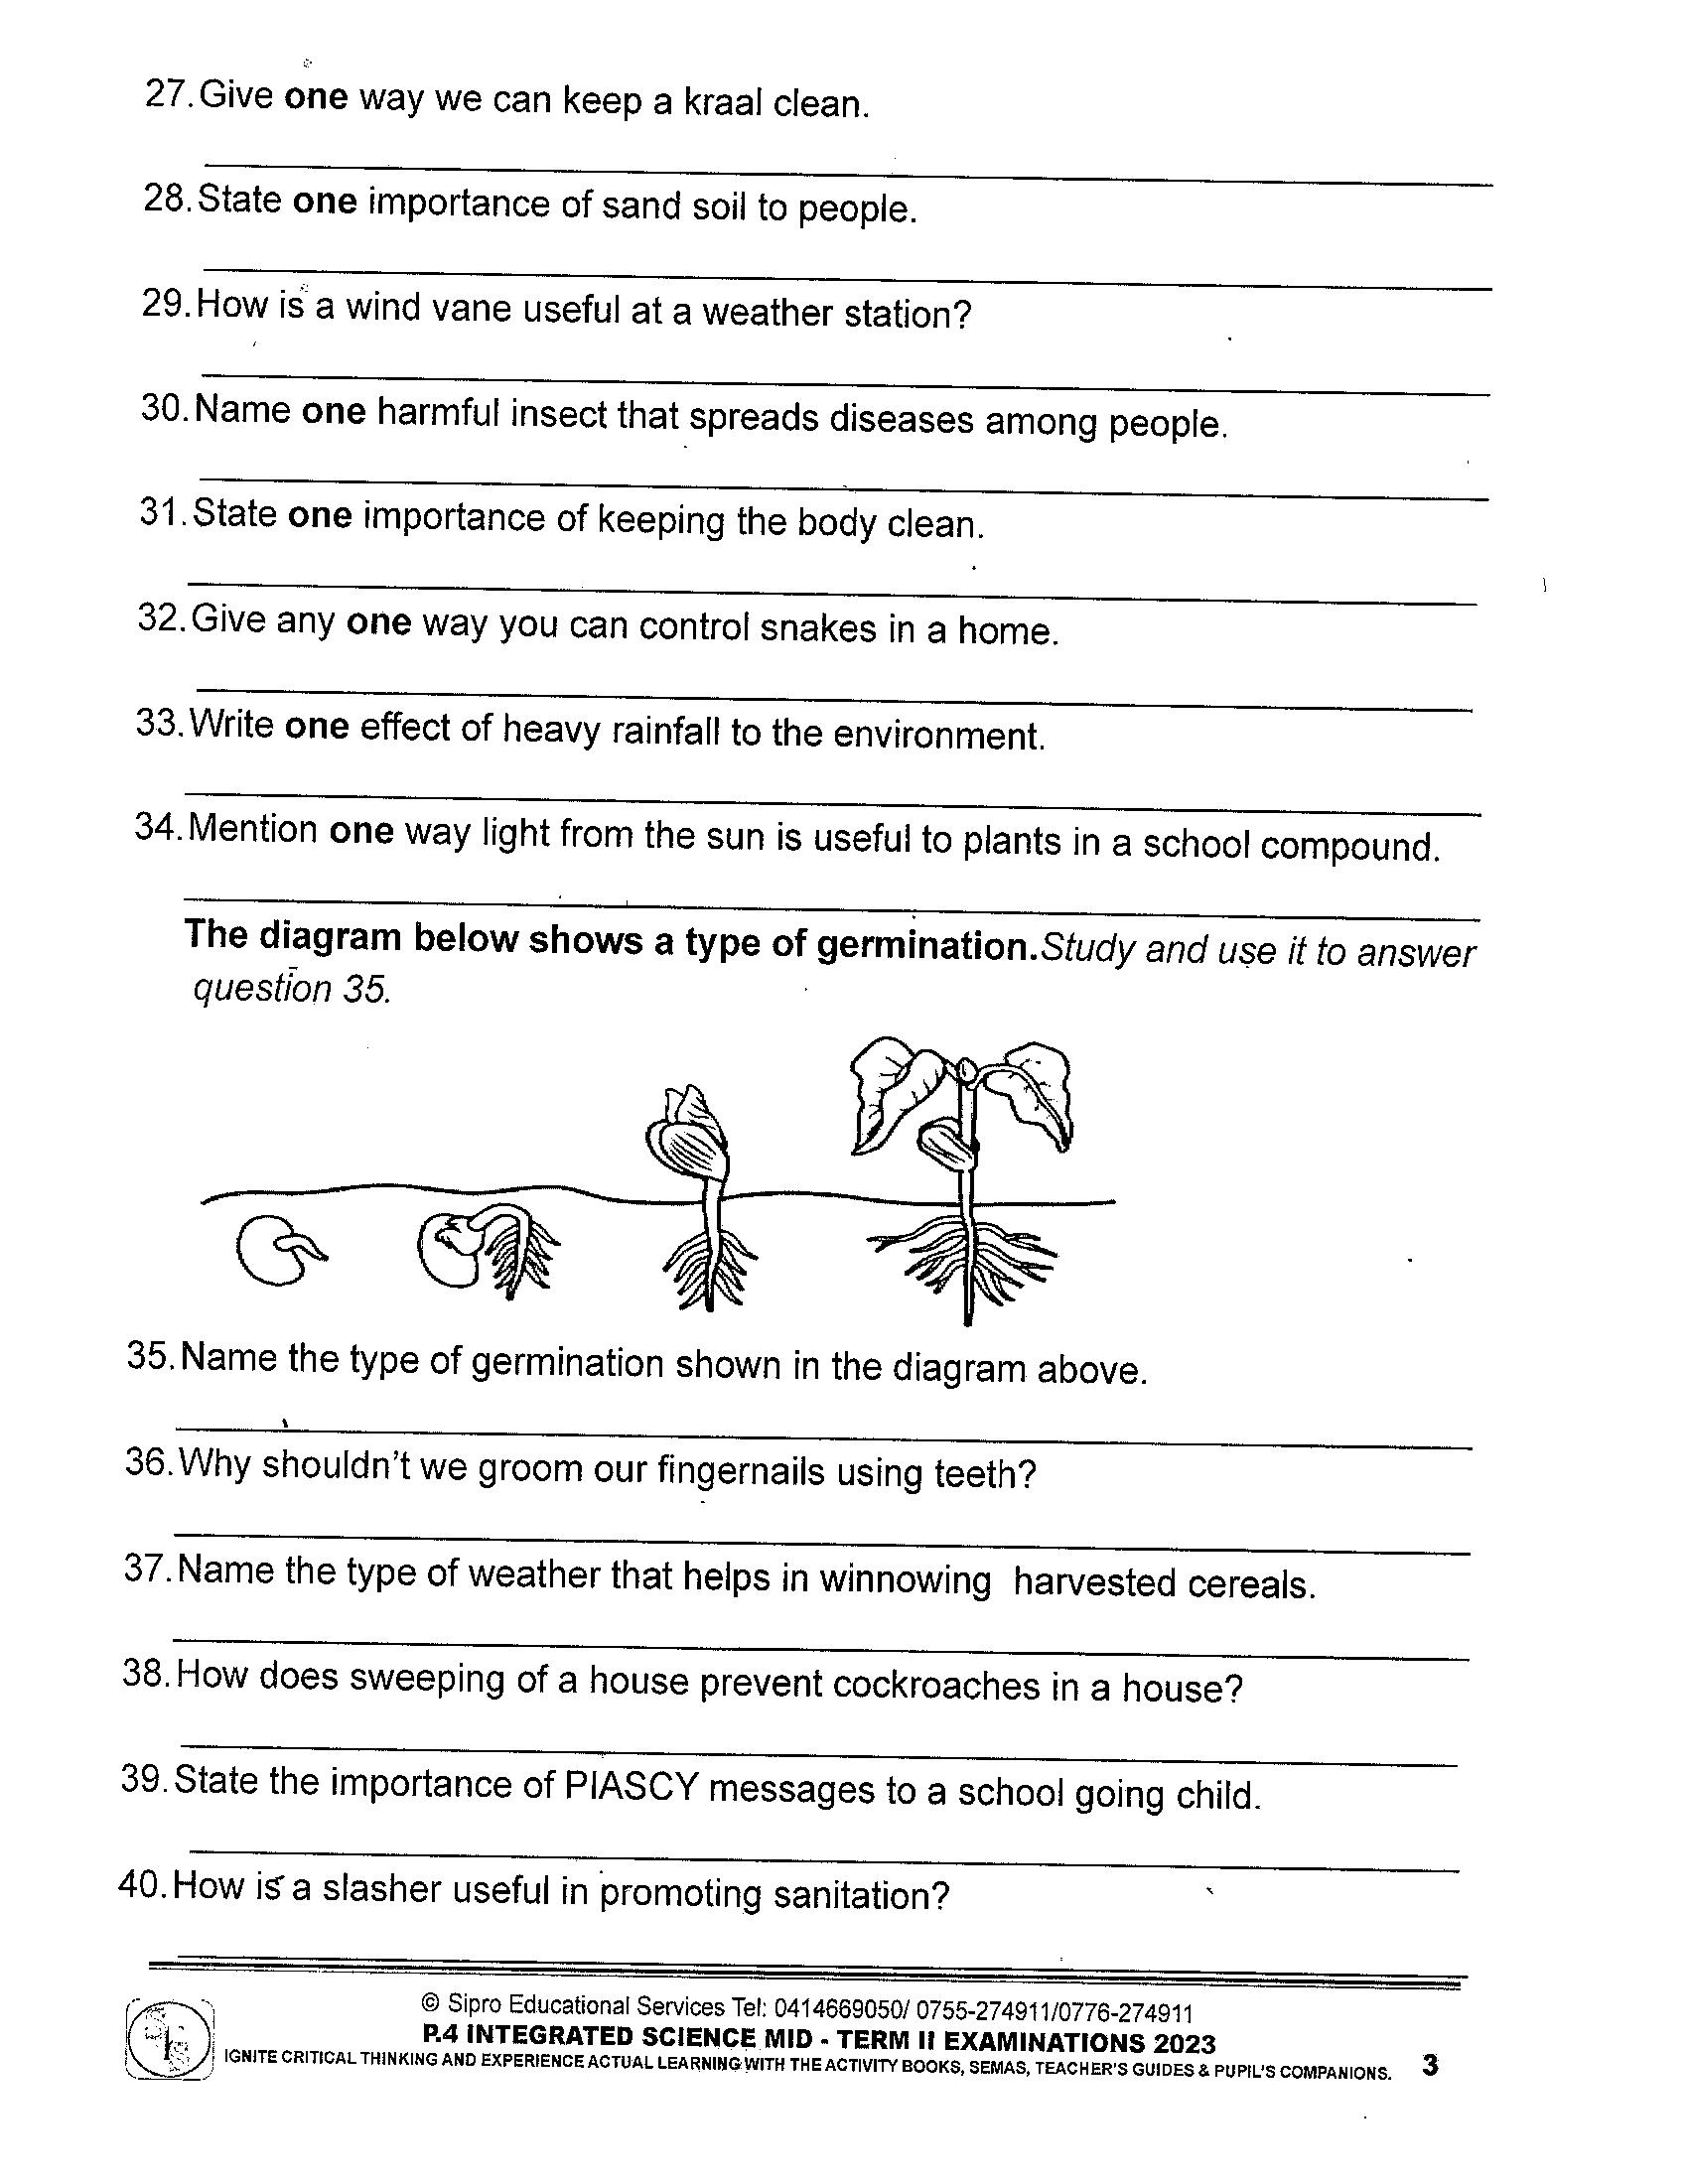 27. Give one way we can keep a kraal clean.
28. State one importance of sand soil to people.
29. How is a wind vane useful at a weather station?
30. Name one harmful insect that spreads diseases among people.
31. State one importance of keeping the body clean.
32. Give any one way you can control snakes in a home.
33. Write one effect of heavy rainfall to the environment.
34. Mention one way light from the sun is useful to plants in a school compound.
The diagram below shows a type of germination. Study and use it to answer
question 35.
35. Name the type of germination shown in the diagram above.
36. Why shouldn't we groom our fingernails using teeth?
37. Name the type of weather that helps in winnowing harvested cereals.
38. How does sweeping of a house prevent cockroaches in a house?
39. State the importance of PIASCY messages to a school going child.
40. How is a slasher useful in promoting sanitation?
© Sipro Educational Services Tel: 0414669050/ 0755-274911/0776-274911
P.4 INTEGRATED SCIENCE MID - TERM II EXAMINATIONS 2023
IGNITE CRITICAL THINKING AND EXPERIENCE ACTUAL LEARNING WITH THE ACTIVITY BOOKS, SEMAS, TEACHER'S GUIDES & PUPIL'S COMPANIONS. 3